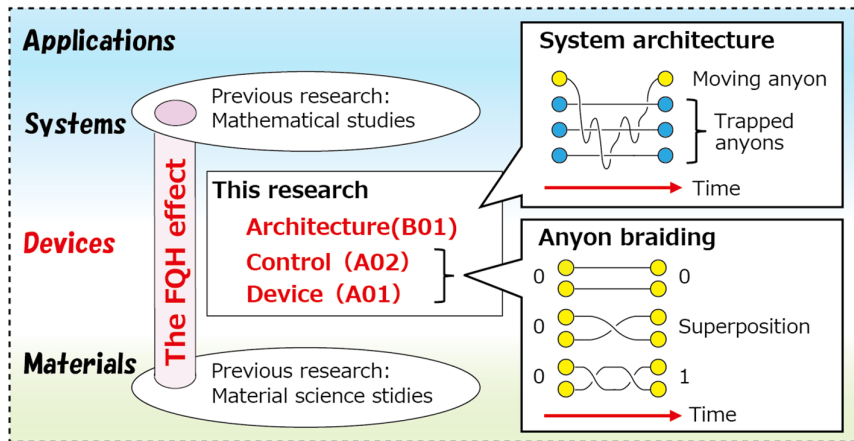 Applications
Systems
Devices
Materials
Previous research:
Mathematical studies
The FQH effect
This research
Architecture(B01)
Control (A02)
Device (A01)
Previous research:
Material science stidies
System architecture
Moving anyon
Trapped
anyons
Time
Anyon braiding
0 0
0 Superposition
0 1
Time